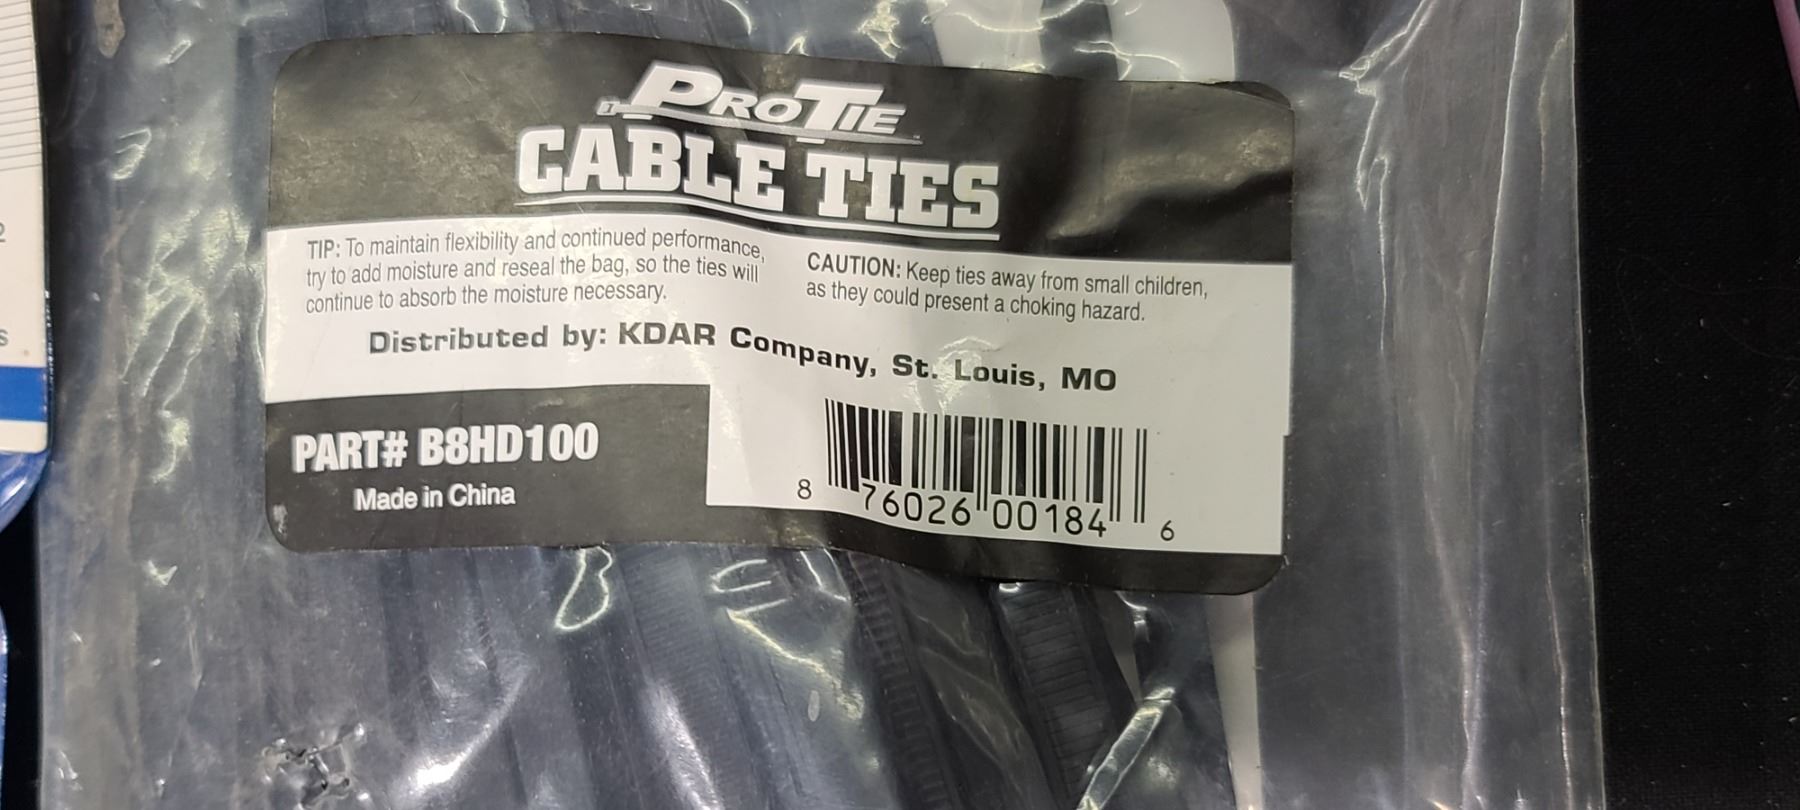 PROTIE
CABLE TIES
TIP: To maintain flexibility and continued performance,
try to add moisture and reseal the bag, so the ties will
continue to absorb the moisture necessary.
CAUTION: Keep ties away from small children,
as they could present a choking hazard.
Distributed by: KDAR Company, St. Louis, MO
PART# B8HD100
Made in China
8 76026 00184 6
2
s